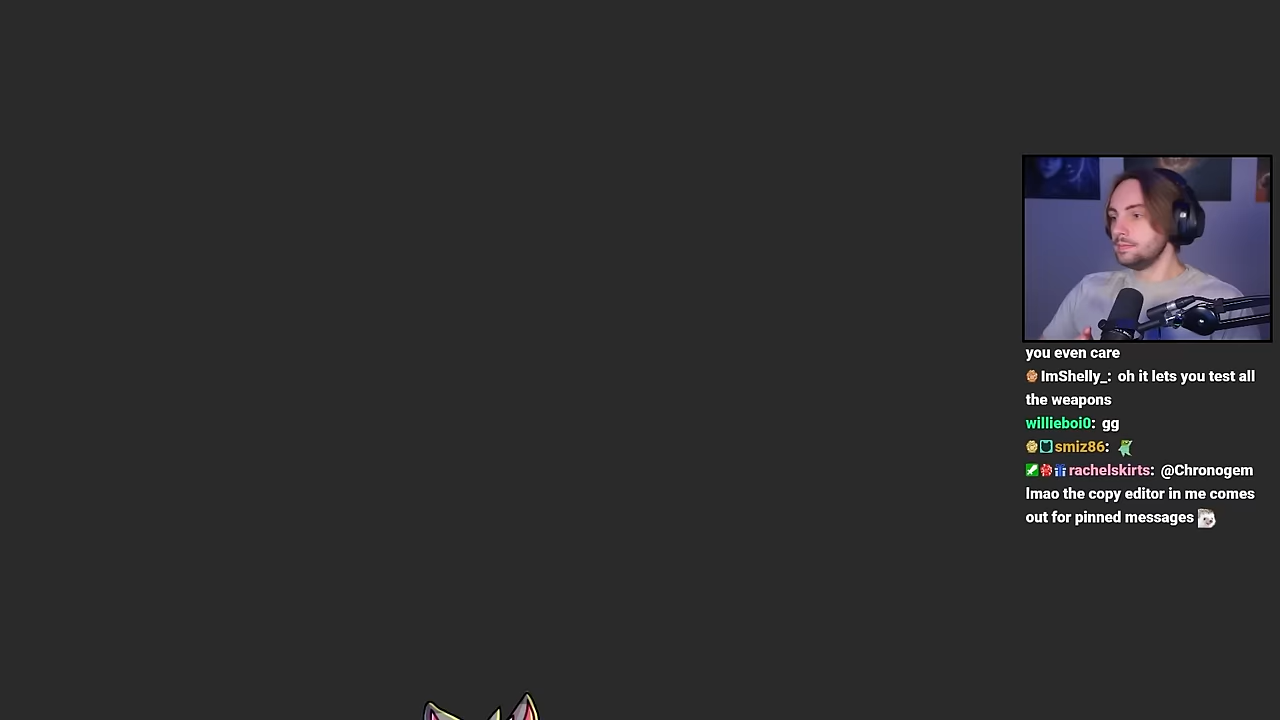 you even care
ImShelly_: oh it lets you test all
the weapons
willieboi0: gg
smiz86:
rachelskirts: @Chronogem
lmao the copy editor in me comes
out for pinned messages